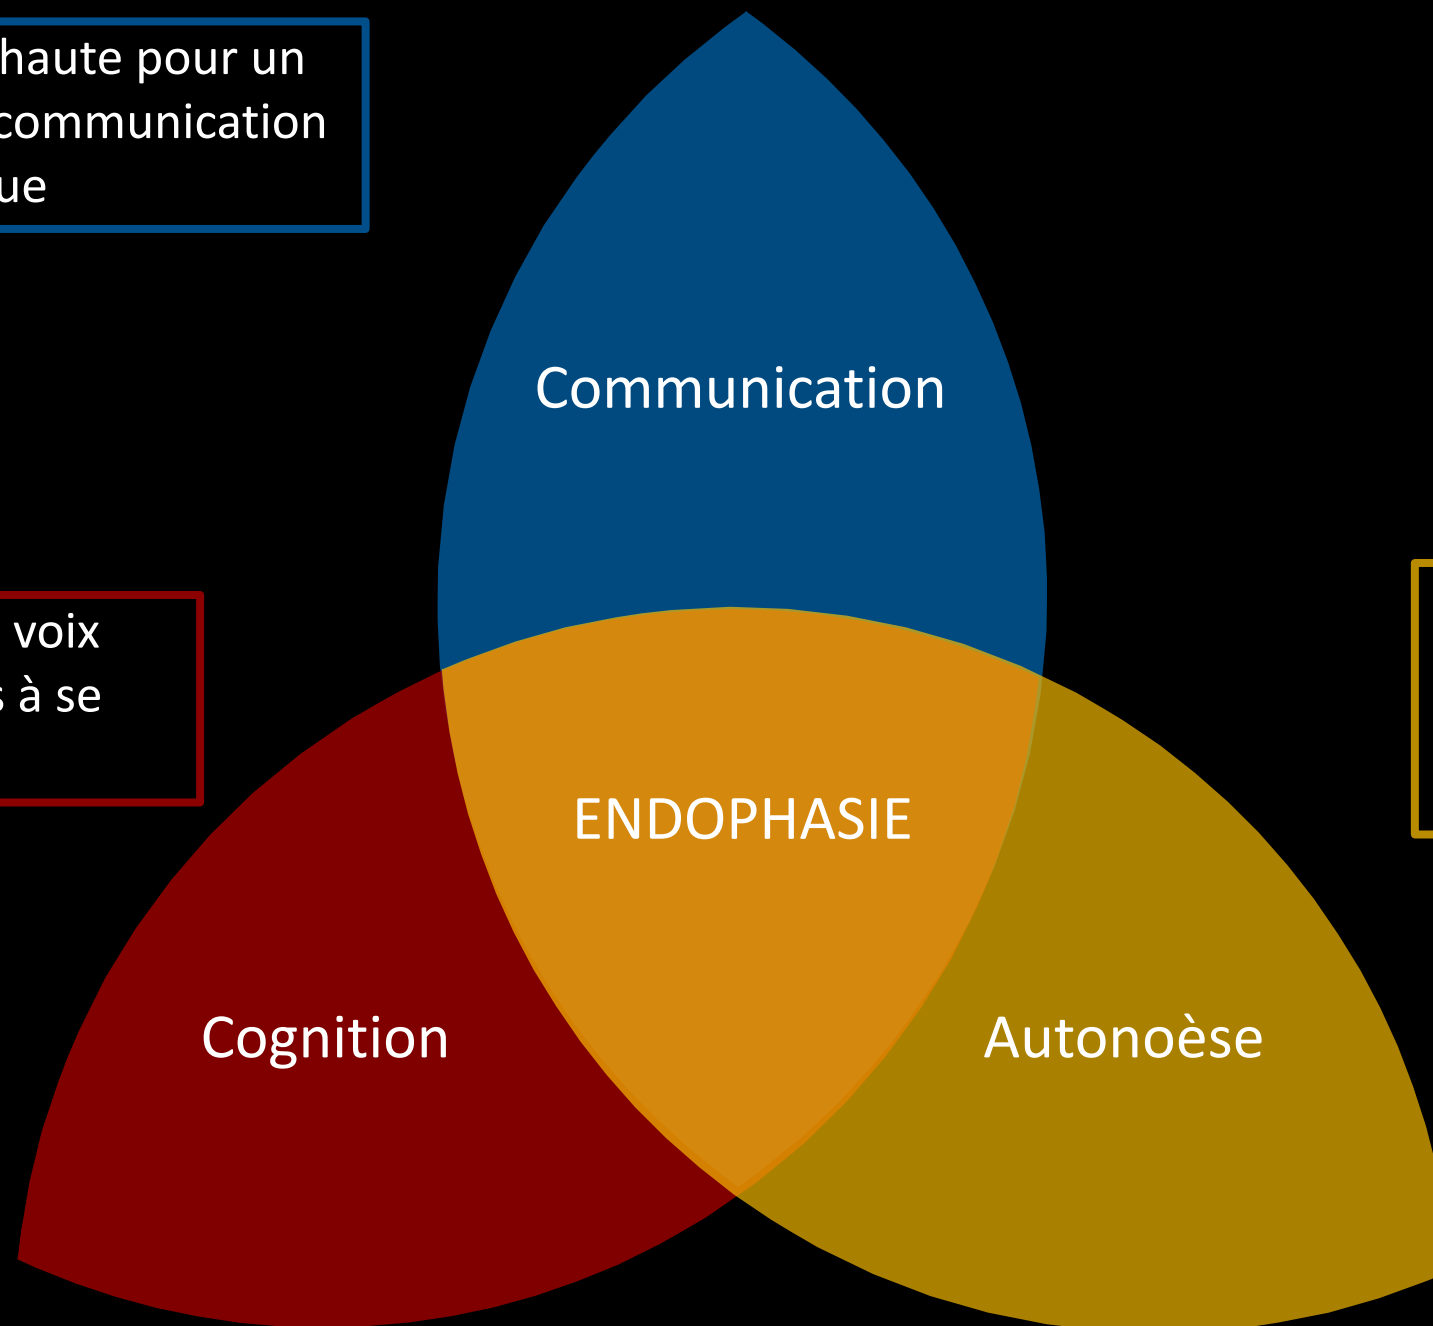 haute pour un
communication
ue
Communication
voix
s à se
ENDOPHASIE
Cognition
Autonoèse